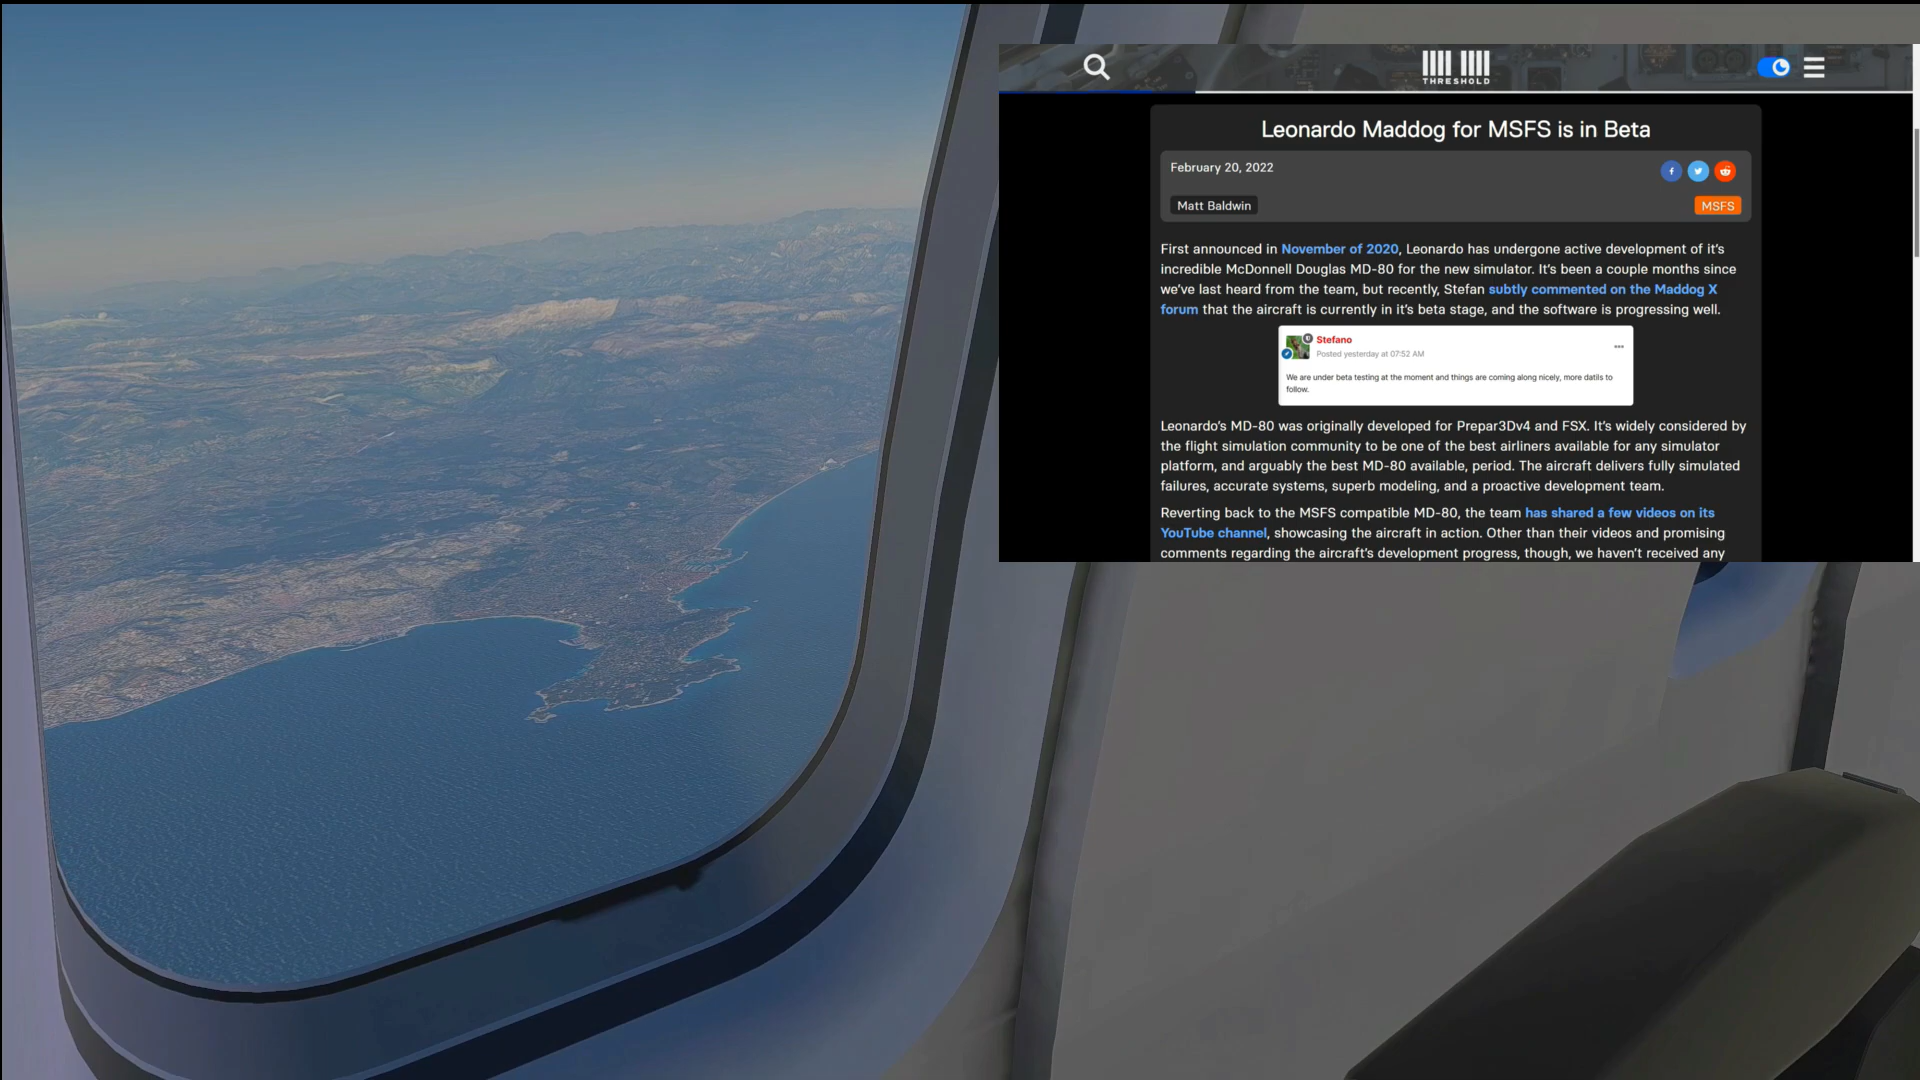 THRESHOLD
Leonardo Maddog for MSFS is in Beta
February 20, 2022
Matt Baldwin
MSFS
First announced in November of 2020, Leonardo has undergone active development of it's
incredible McDonnell Douglas MD-80 for the new simulator. It's been a couple months since
we've last heard from the team, but recently, Stefan subtly commented on the Maddog X
forum that the aircraft is currently in it's beta stage, and the software is progressing well.
Stefano
Posted yesterday at 07:52 AM
We are under beta testing at the moment and things are coming along nicely, more datils to
follow.
Leonardo's MD-80 was originally developed for Prepar3Dv4 and FSX. It's widely considered by
the flight simulation community to be one of the best airliners available for any simulator
platform, and arguably the best MD-80 available, period. The aircraft delivers fully simulated
failures, accurate systems, superb modeling, and a proactive development team.
Reverting back to the MSFS compatible MD-80, the team has shared a few videos on its
YouTube channel, showcasing the aircraft in action. Other than their videos and promising
comments regarding the aircraft's development progress, though, we haven't received any